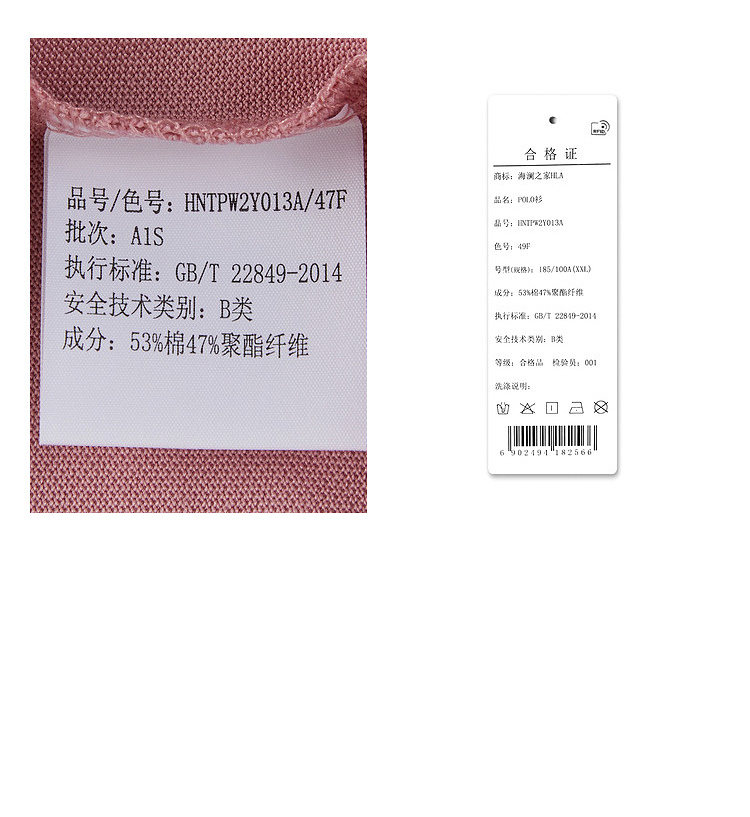 品号/色号: HNTPW2Y013A/47F
批次: A1S
执行标准: GB/T 22849-2014
安全技术类别: B类
成分: 53%棉47%聚酯纤维
RFID
合格证
商标: 海澜之家HLA
品名: POLO衫
品号: HNTPW2Y013A
色号: 49F
号型(规格): 185/100A(XXL)
成分: 53%棉47%聚酯纤维
执行标准: GB/T 22849-2014
安全技术类别: B类
等级: 合格品 检验员: 001
洗涤说明:
6 902494 182566